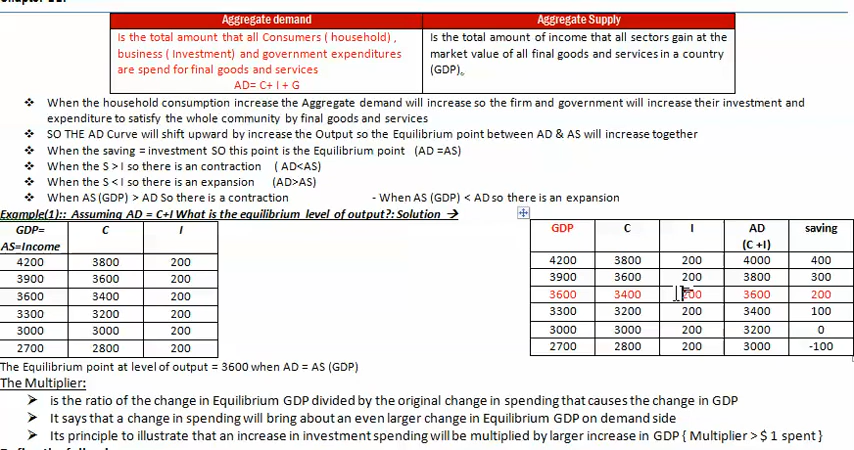 Aggregate demand
Aggregate Supply
Is the total amount that all Consumers ( household) ,
business ( Investment) and government expenditures
are spend for final goods and services
AD= C+ I + G
Is the total amount of income that all sectors gain at the
market value of all final goods and services in a country
(GDP)。
❖ When the household consumption increase the Aggregate demand will increase so the firm and government will increase their investment and
expenditure to satisfy the whole community by final goods and services
❖ SO THE AD Curve will shift upward by increase the Output so the Equilibrium point between AD & AS will increase together
❖ When the saving = investment SO this point is the Equilibrium point (AD =AS)
❖ When the S > I so there is an contraction ( AD<AS)
❖ When the S < I so there is an expansion (AD>AS)
❖ When AS (GDP) > AD So there is a contraction - When AS (GDP) < AD so there is an expansion
Example(1):: Assuming AD = C+I What is the equilibrium level of output?: Solution →
GDP= C I
AS=Income
4200 3800 200
3900 3600 200
3600 3400 200
3300 3200 200
3000 3000 200
2700 2800 200
GDP C I AD saving
(C +I)
4200 3800 200 4000 400
3900 3600 200 3800 300
3600 3400 200 3600 200
3300 3200 200 3400 100
3000 3000 200 3200 0
2700 2800 200 3000 -100
The Equilibrium point at level of output = 3600 when AD = AS (GDP)
The Multiplier:
➢ is the ratio of the change in Equilibrium GDP divided by the original change in spending that causes the change in GDP
➢ It says that a change in spending will bring about an even larger change in Equilibrium GDP on demand side
➢ Its principle to illustrate that an increase in investment spending will be multiplied by larger increase in GDP { Multiplier > $ 1 spent }